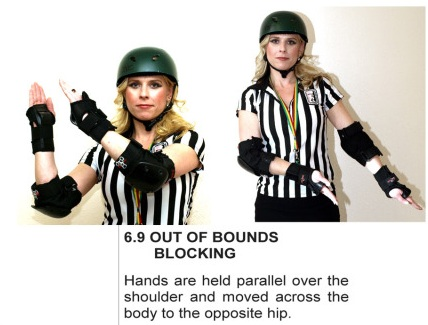 6.9 OUT OF BOUNDS
BLOCKING
Hands are held parallel over the
shoulder and moved across the
body to the opposite hip.